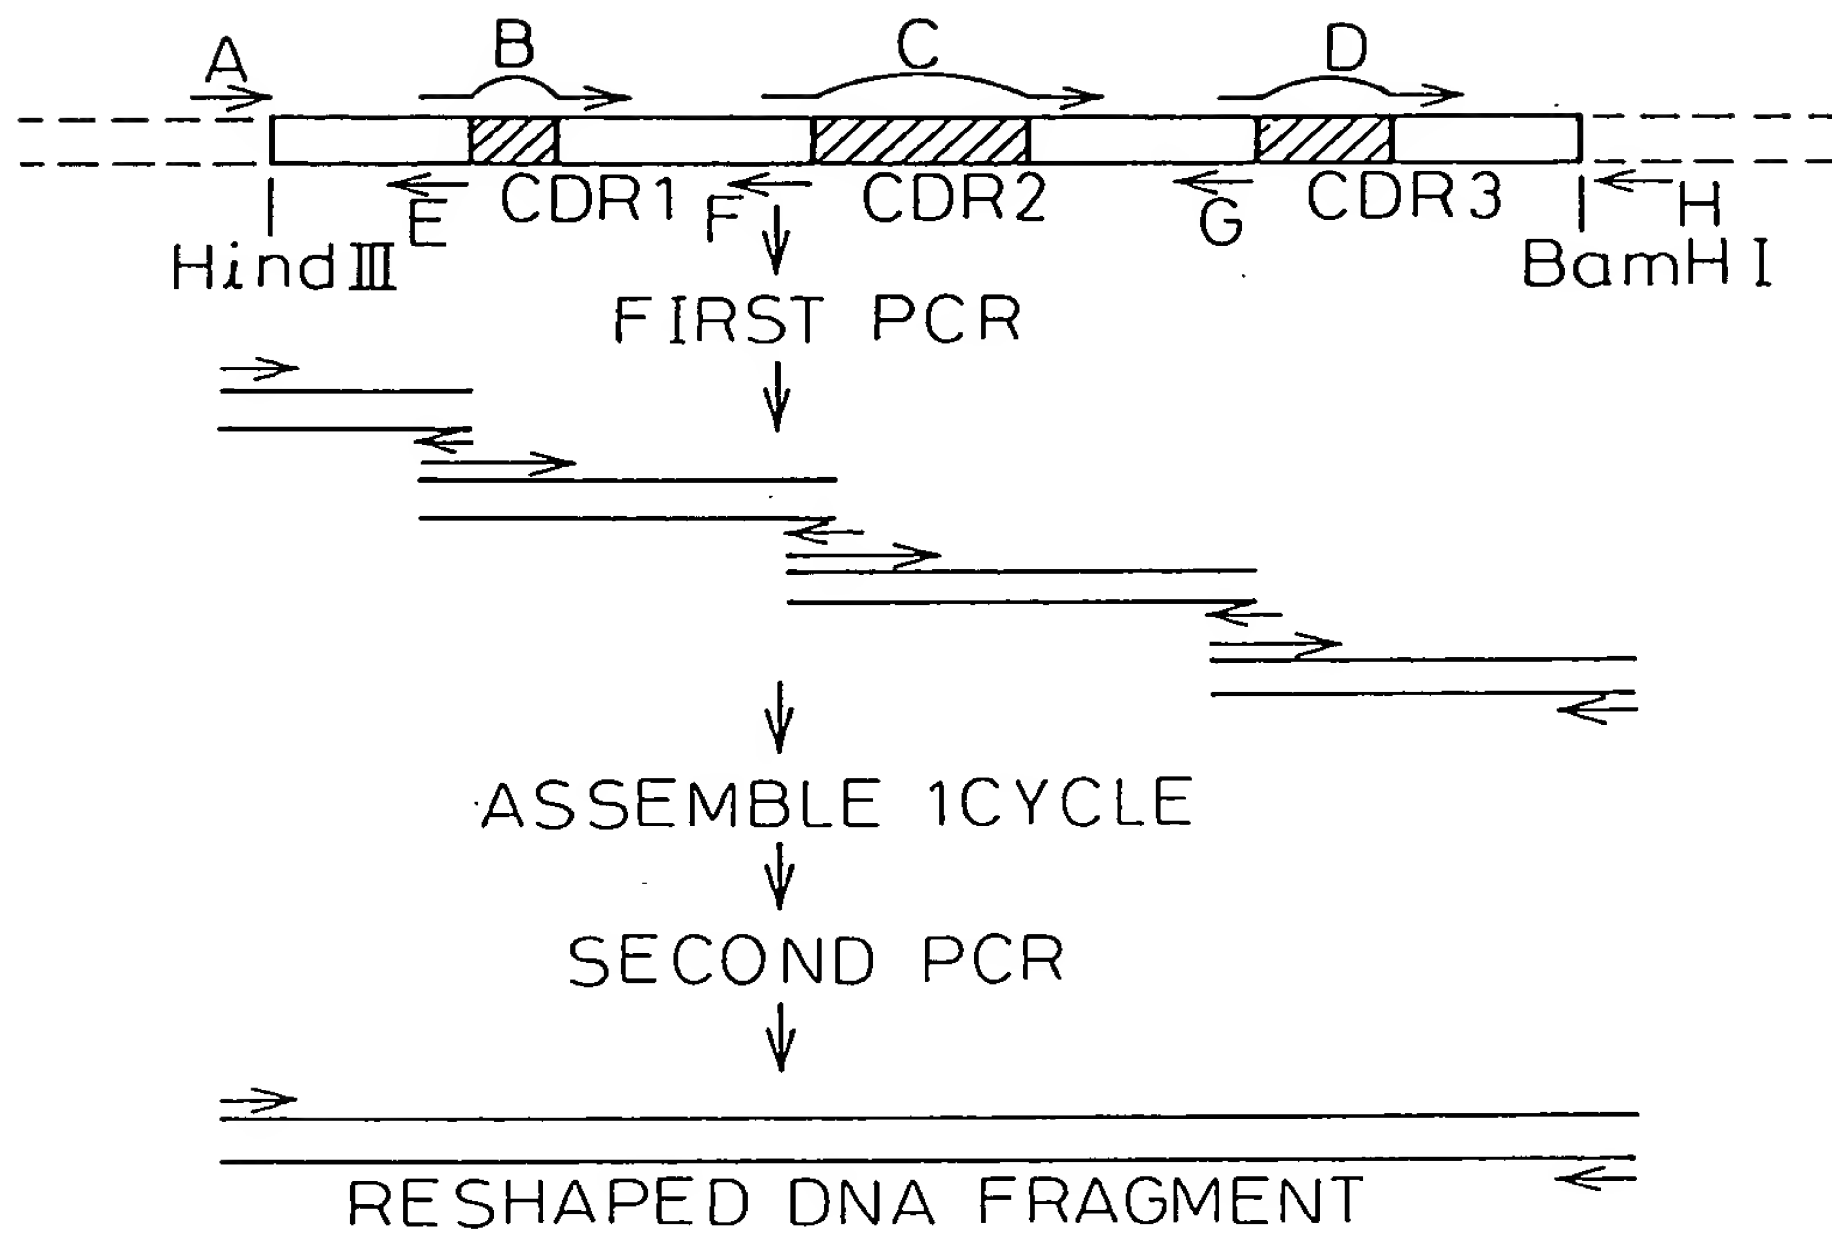 A B C D
E CDR1 F CDR2 G CDR3 H
HindIII BamHI
FIRST PCR
ASSEMBLE 1CYCLE
SECOND PCR
RESHAPED DNA FRAGMENT